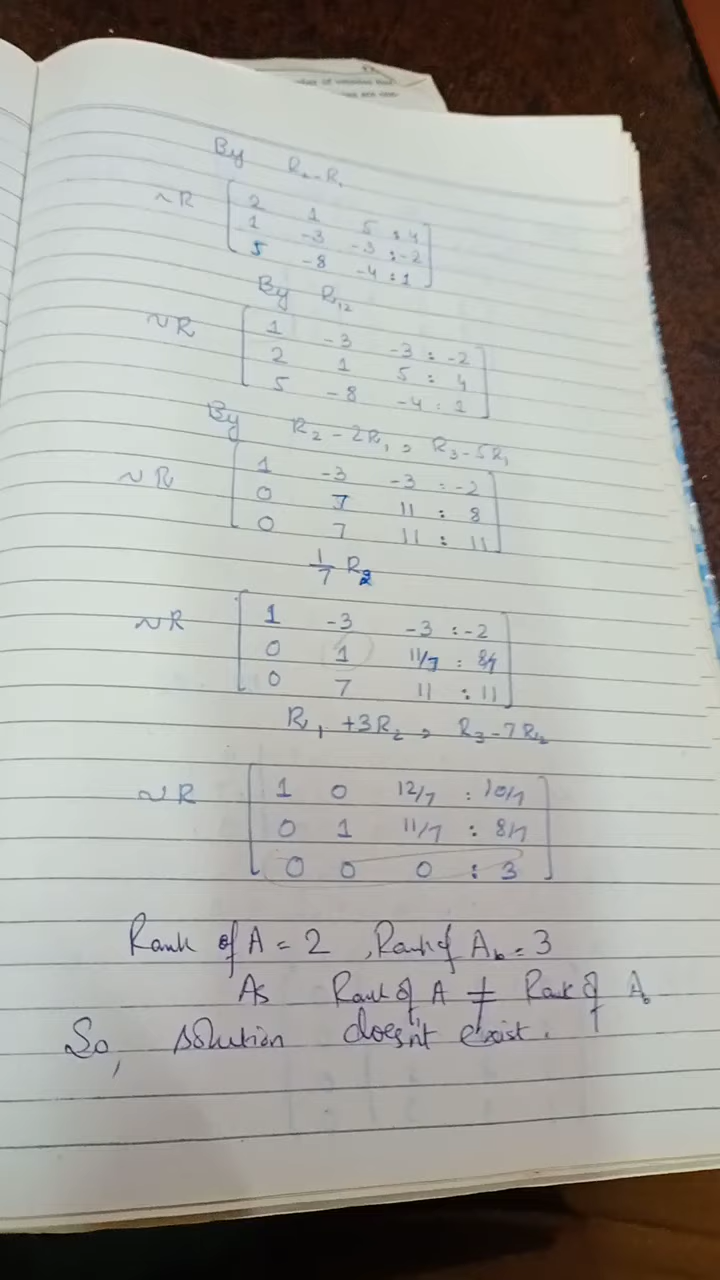 By R₂-R₁
~R [ 2 1 5 : 4
1 -3 -3 : -2
5 -8 -4 : 1 ]
By R₁₂
~R [ 1 -3 -3 : -2
2 1 5 : 4
5 -8 -4 : 1 ]
By R₂ - 2R₁ , R₃-5R₁
~R [ 1 -3 -3 : -2
0 7 11 : 8
0 7 11 : 11 ]
1/7 R₂
~R [ 1 -3 -3 : -2
0 1 11/7 : 8/7
0 7 11 : 11 ]
R₁ +3R₂ , R₃-7R₂
~R [ 1 0 12/7 : 10/7
0 1 11/7 : 8/7
0 0 0 : 3 ]
Rank of A = 2 , Rank of A_b = 3
As Rank of A ≠ Rank of A_b
So, solution doesn't exist.